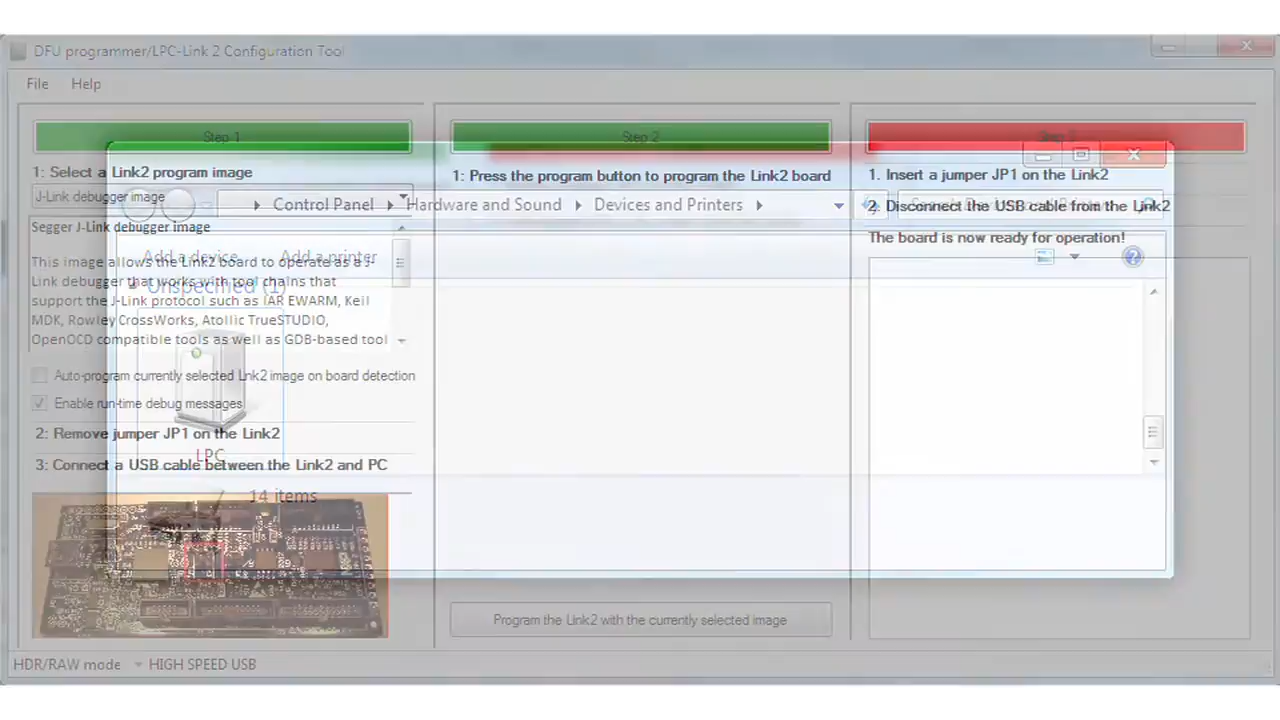 DFU programmer/LPC-Link 2 Configuration Tool
File Help
Step 1
1: Select a Link2 program image
J-Link debugger image
Segger J-Link debugger image
This image allows the Link2 board to operate as a J-
Link debugger that works with tool chains that
support the J-Link protocol such as IAR EWARM, Keil
MDK, Rowley CrossWorks, Atollic TrueSTUDIO,
OpenOCD compatible tools as well as GDB-based tool
Auto-program currently selected Lnk2 image on board detection
Enable run-time debug messages
2: Remove jumper JP1 on the Link2
3: Connect a USB cable between the Link2 and PC
Step 2
1: Press the program button to program the Link2 board
Program the Link2 with the currently selected image
Step
1. Insert a jumper JP1 on the Link2
2. Disconnect the USB cable from the Link2
The board is now ready for operation!
Control Panel Hardware and Sound Devices and Printers
Add a device Add a printer
Unspecified (1)
LPC
14 items
HDR/RAW mode HIGH SPEED USB